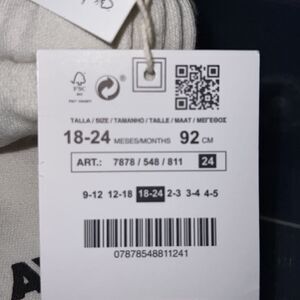 FSC
TALLA / SIZE / TAMANHO / TAILLE / MAAT / ΜΕΓΕΘΟΣ
18-24 MESES/MONTHS 92 CM
ART.: 7878 / 548 / 811 24
9-12 12-18 18-24 2-3 3-4 4-5
07878548811241